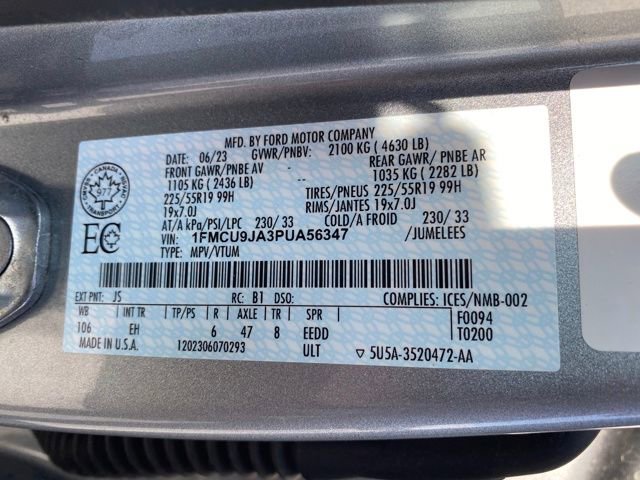 MFD. BY FORD MOTOR COMPANY
DATE: 06/23 GVWR/PNBV: 2100 KG ( 4630 LB)
FRONT GAWR/PNBE AV REAR GAWR/ PNBE AR
1105 KG ( 2436 LB) 1035 KG ( 2282 LB)
225/55R19 99H TIRES/PNEUS 225/55R19 99H
19x7.0J RIMS/JANTES 19x7.0J
AT/A kPa/PSI/LPC 230/ 33 COLD/A FROID 230/ 33
VIN: 1FMCU9JA3PUA56347 /JUMELEES
TYPE: MPV/VTUM
CANADA
977
TRANSPORT
EC
EXT PNT: JS RC: B1 DSO: COMPLIES: ICES/NMB-002
WB INT TR TP/PS R AXLE TR SPR F0094
106 EH 6 47 8 EEDD T0200
MADE IN U.S.A. 1202306070293 ULT ▽ 5U5A-3520472-AA